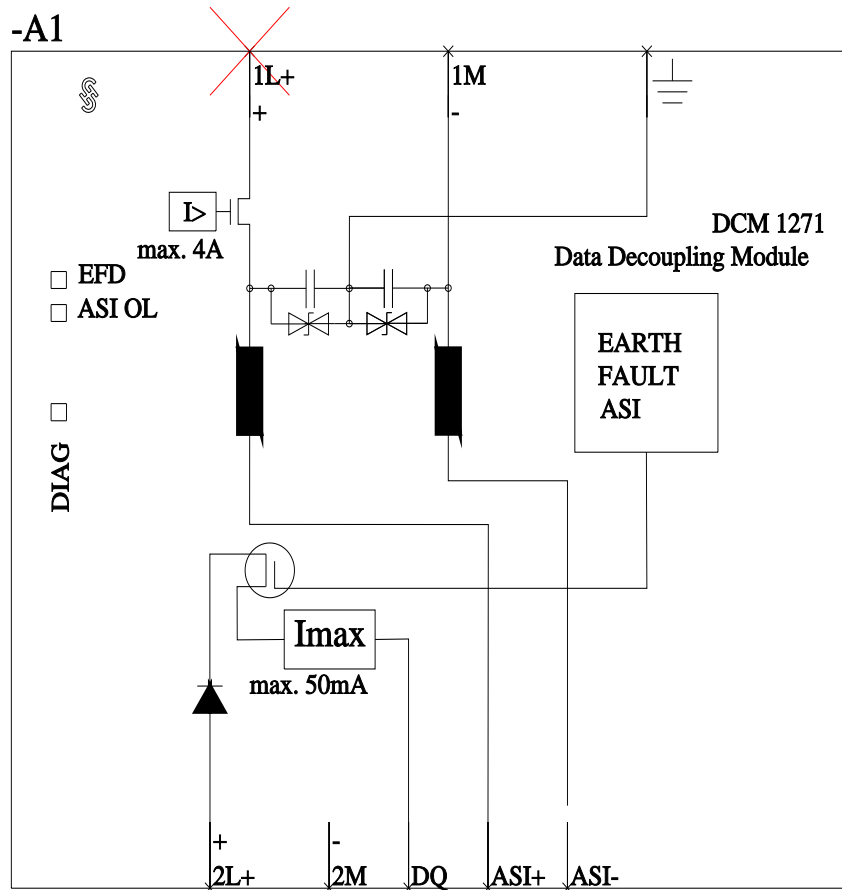 -A1
1L+
1M
+
-
I>
max. 4A
DCM 1271
Data Decoupling Module
EFD
ASI OL
EARTH
FAULT
ASI
DIAG
Imax
max. 50mA
+
-
2L+
2M
DQ
ASI+
ASI-